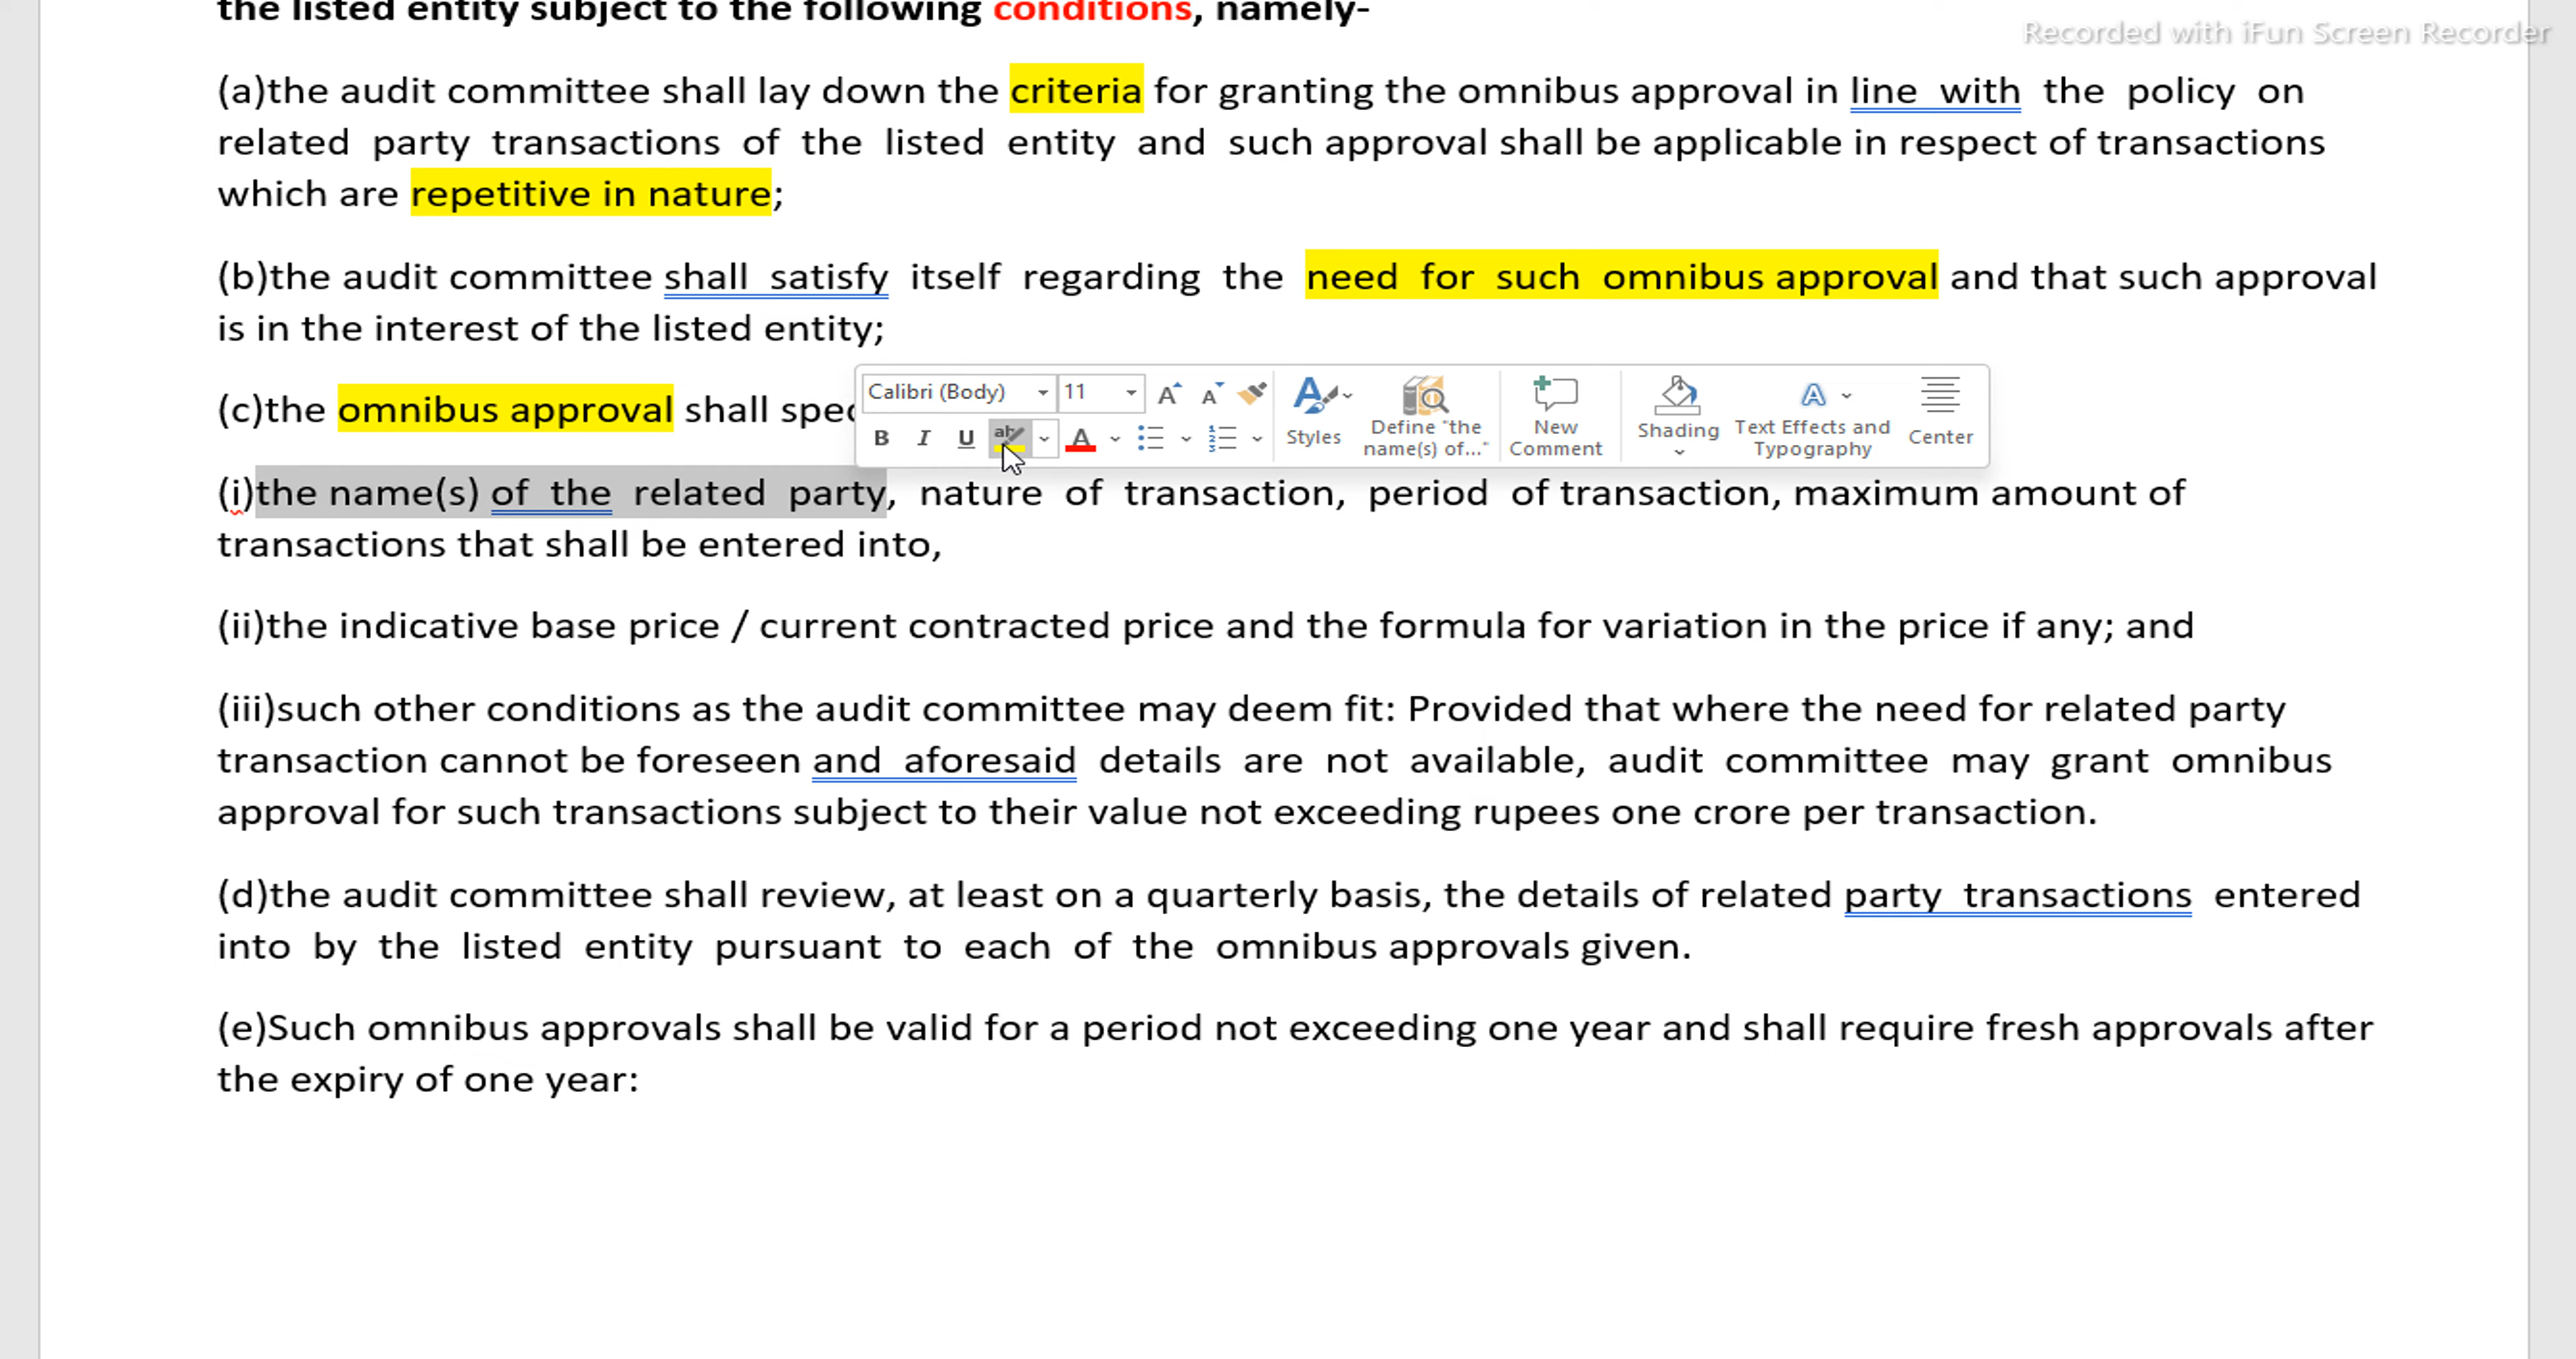 the listed entity subject to the following conditions, namely-
Recorded with iFun Screen Recorder
(a)the audit committee shall lay down the criteria for granting the omnibus approval in line with the policy on
related party transactions of the listed entity and such approval shall be applicable in respect of transactions
which are repetitive in nature;
(b)the audit committee shall satisfy itself regarding the need for such omnibus approval and that such approval
is in the interest of the listed entity;
(c)the omnibus approval shall spec
Calibri (Body) 11
B I U ab A Styles Define "the name(s) of..." New Comment Shading Text Effects and Typography Center
(i)the name(s) of the related party, nature of transaction, period of transaction, maximum amount of
transactions that shall be entered into,
(ii)the indicative base price / current contracted price and the formula for variation in the price if any; and
(iii)such other conditions as the audit committee may deem fit: Provided that where the need for related party
transaction cannot be foreseen and aforesaid details are not available, audit committee may grant omnibus
approval for such transactions subject to their value not exceeding rupees one crore per transaction.
(d)the audit committee shall review, at least on a quarterly basis, the details of related party transactions entered
into by the listed entity pursuant to each of the omnibus approvals given.
(e)Such omnibus approvals shall be valid for a period not exceeding one year and shall require fresh approvals after
the expiry of one year: